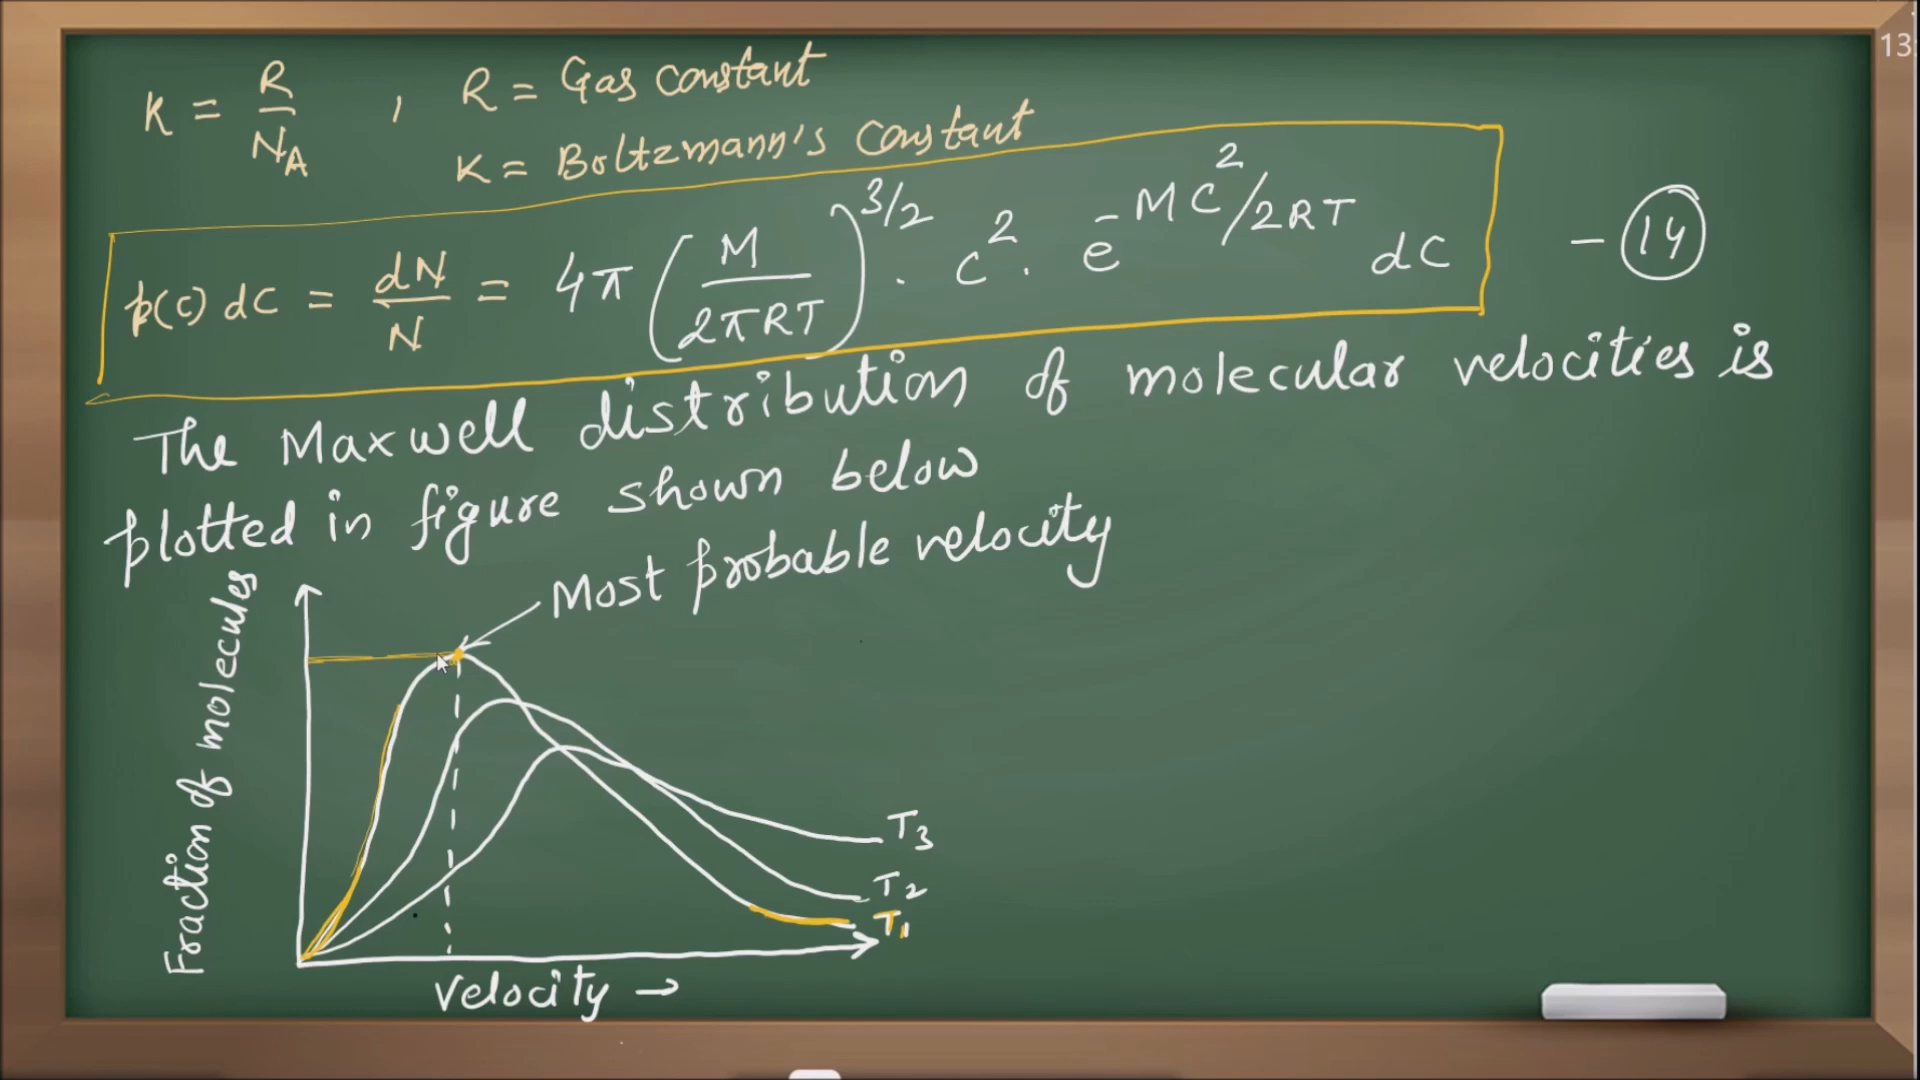 13
K = R/N_A , R = Gas constant
K = Boltzmann's Constant
p(c) dC = dN/N = 4π (M/2πRT)^3/2 . C^2 . e^-MC^2/2RT dC - 14
The Maxwell distribution of molecular velocities is
plotted in figure shown below
Most probable velocity
Fraction of molecules
T3
T2
T1
Velocity →